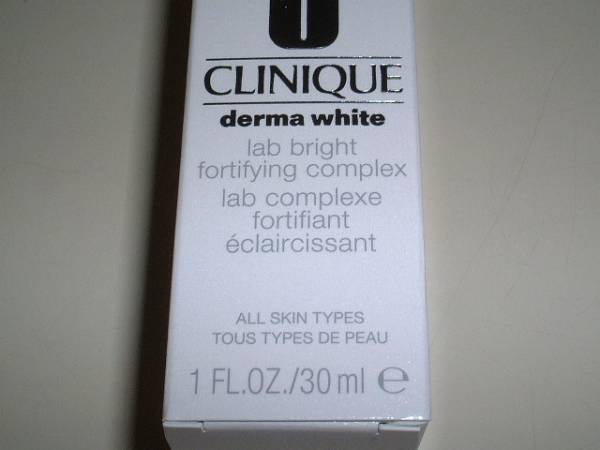 CLINIQUE
derma white
lab bright
fortifying complex
lab complexe
fortifiant
éclaircissant
ALL SKIN TYPES
TOUS TYPES DE PEAU
1 FL.OZ./30 ml ℮